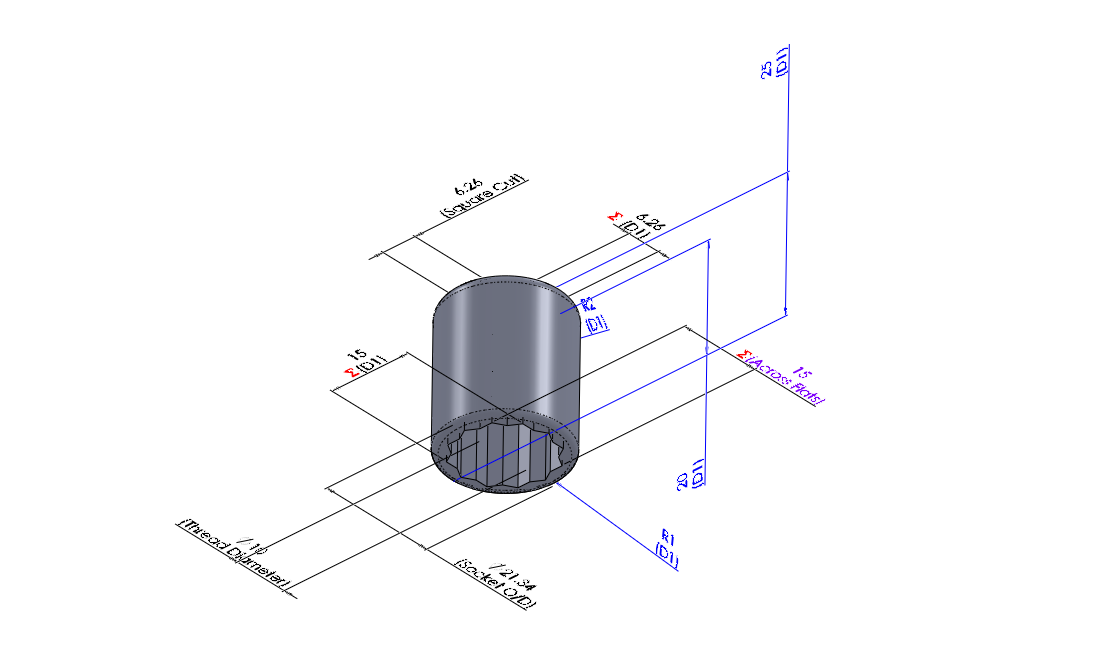 25
(D1)
6.26
(Square Cut)
Σ 6.26
(D1)
R2
(D1)
15
Σ(D1)
15
Σ(Across Flats)
20
(D1)
R1
(D1)
10
(Thread Diameter)
21.34
(Socket O/D)